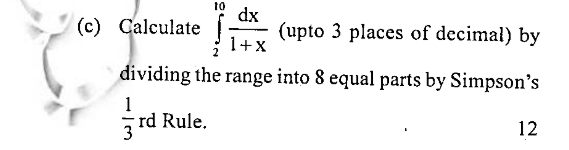 (c) Calculate ∫₂¹⁰ dx/(1+x) (upto 3 places of decimal) by
dividing the range into 8 equal parts by Simpson's
1/3 rd Rule. 12